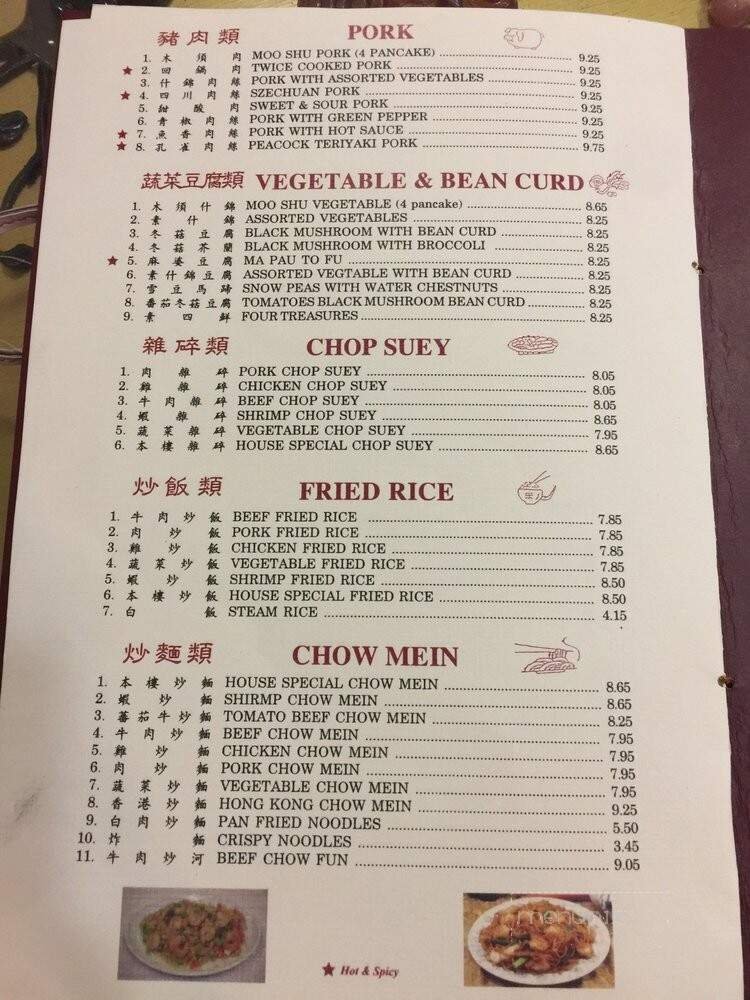 豬肉類 PORK
1. 木須肉 MOO SHU PORK (4 PANCAKE) 9.25
★ 2. 回鍋肉 TWICE COOKED PORK 9.25
3. 什錦肉絲 PORK WITH ASSORTED VEGETABLES 9.25
★ 4. 四川肉絲 SZECHUAN PORK 9.25
5. 甜酸肉 SWEET & SOUR PORK 9.25
6. 青椒肉絲 PORK WITH GREEN PEPPER 9.25
★ 7. 魚香肉絲 PORK WITH HOT SAUCE 9.25
★ 8. 孔雀肉絲 PEACOCK TERIYAKI PORK 9.75
蔬菜豆腐類 VEGETABLE & BEAN CURD
1. 木須什錦 MOO SHU VEGETABLE (4 pancake) 8.65
2. 素什錦 ASSORTED VEGETABLES 8.25
3. 冬菇豆腐 BLACK MUSHROOM WITH BEAN CURD 8.25
4. 冬菇芥蘭 BLACK MUSHROOM WITH BROCCOLI 8.25
★ 5. 麻婆豆腐 MA PAU TO FU 8.25
6. 素什錦豆腐 ASSORTED VEGTABLE WITH BEAN CURD 8.25
7. 雪豆馬蹄 SNOW PEAS WITH WATER CHESTNUTS 8.25
8. 番茄冬菇豆腐 TOMATOES BLACK MUSHROOM BEAN CURD 8.25
9. 素四鮮 FOUR TREASURES 8.25
雜碎類 CHOP SUEY
1. 肉雜碎 PORK CHOP SUEY 8.05
2. 雞雜碎 CHICKEN CHOP SUEY 8.05
3. 牛肉雜碎 BEEF CHOP SUEY 8.05
4. 蝦雜碎 SHRIMP CHOP SUEY 8.65
5. 蔬菜雜碎 VEGETABLE CHOP SUEY 7.95
6. 本樓雜碎 HOUSE SPECIAL CHOP SUEY 8.65
炒飯類 FRIED RICE
1. 牛肉炒飯 BEEF FRIED RICE 7.85
2. 肉炒飯 PORK FRIED RICE 7.85
3. 雞炒飯 CHICKEN FRIED RICE 7.85
4. 蔬菜炒飯 VEGETABLE FRIED RICE 7.85
5. 蝦炒飯 SHRIMP FRIED RICE 8.50
6. 本樓炒飯 HOUSE SPECIAL FRIED RICE 8.50
7. 白飯 STEAM RICE 4.15
炒麵類 CHOW MEIN
1. 本樓炒麵 HOUSE SPECIAL CHOW MEIN 8.65
2. 蝦炒麵 SHIRMP CHOW MEIN 8.65
3. 蕃茄牛炒麵 TOMATO BEEF CHOW MEIN 8.25
4. 牛肉炒麵 BEEF CHOW MEIN 7.95
5. 雞炒麵 CHICKEN CHOW MEIN 7.95
6. 肉炒麵 PORK CHOW MEIN 7.95
7. 蔬菜炒麵 VEGETABLE CHOW MEIN 7.95
8. 香港炒麵 HONG KONG CHOW MEIN 9.25
9. 白肉炒麵 PAN FRIED NOODLES 5.50
10. 炸麵 CRISPY NOODLES 3.45
11. 牛肉炒河 BEEF CHOW FUN 9.05
★ Hot & Spicy